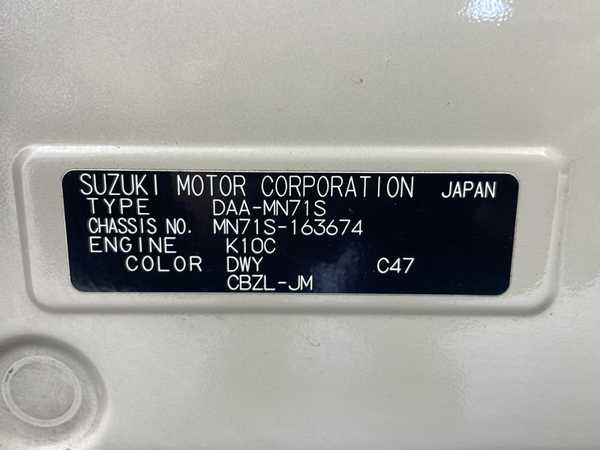 SUZUKI MOTOR CORPORATION JAPAN
TYPE DAA-MN71S
CHASSIS NO. MN71S-163674
ENGINE K10C
COLOR DWY C47
CBZL-JM